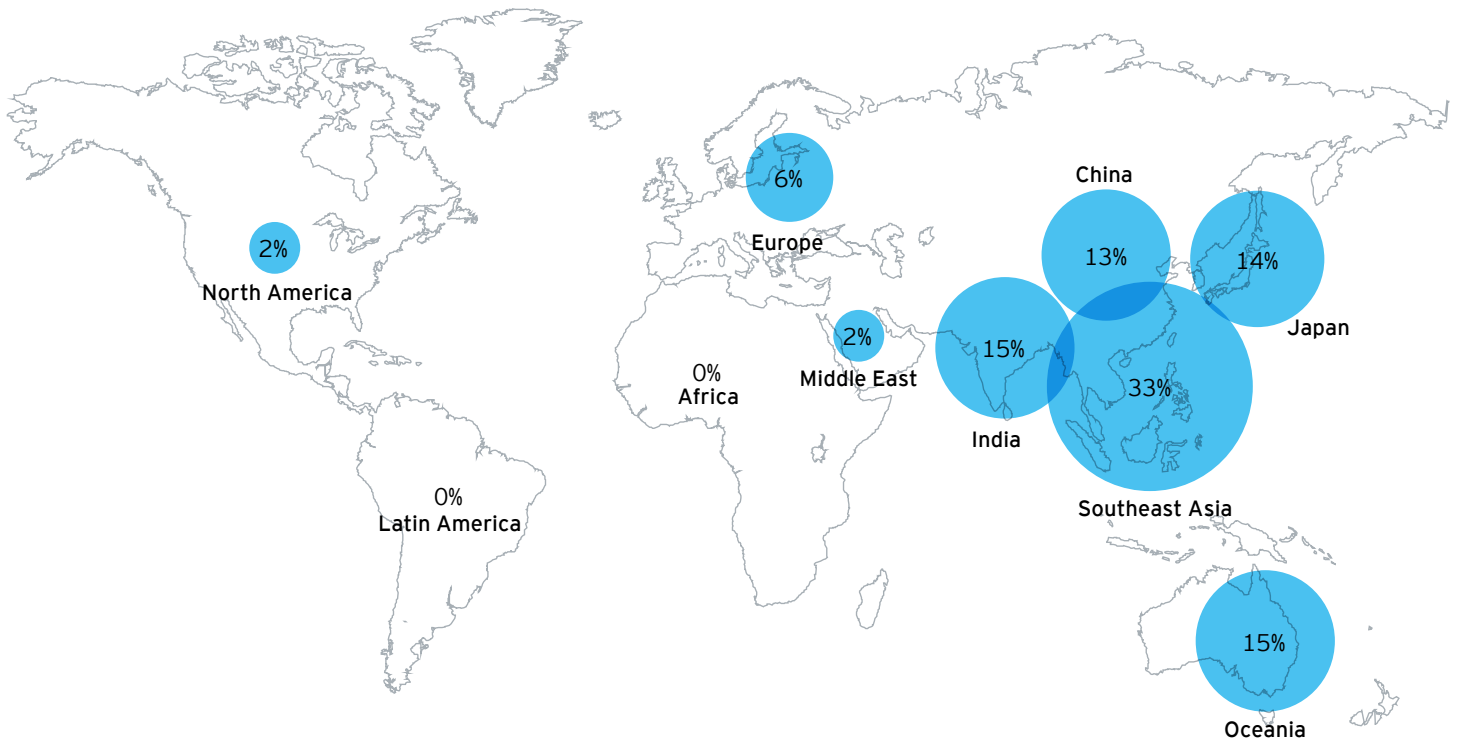 China
6%
Europe
2%
North America
13%
14%
Japan
2%
Middle East
15%
India
0%
Africa
33%
Southeast Asia
0%
Latin America
15%
Oceania